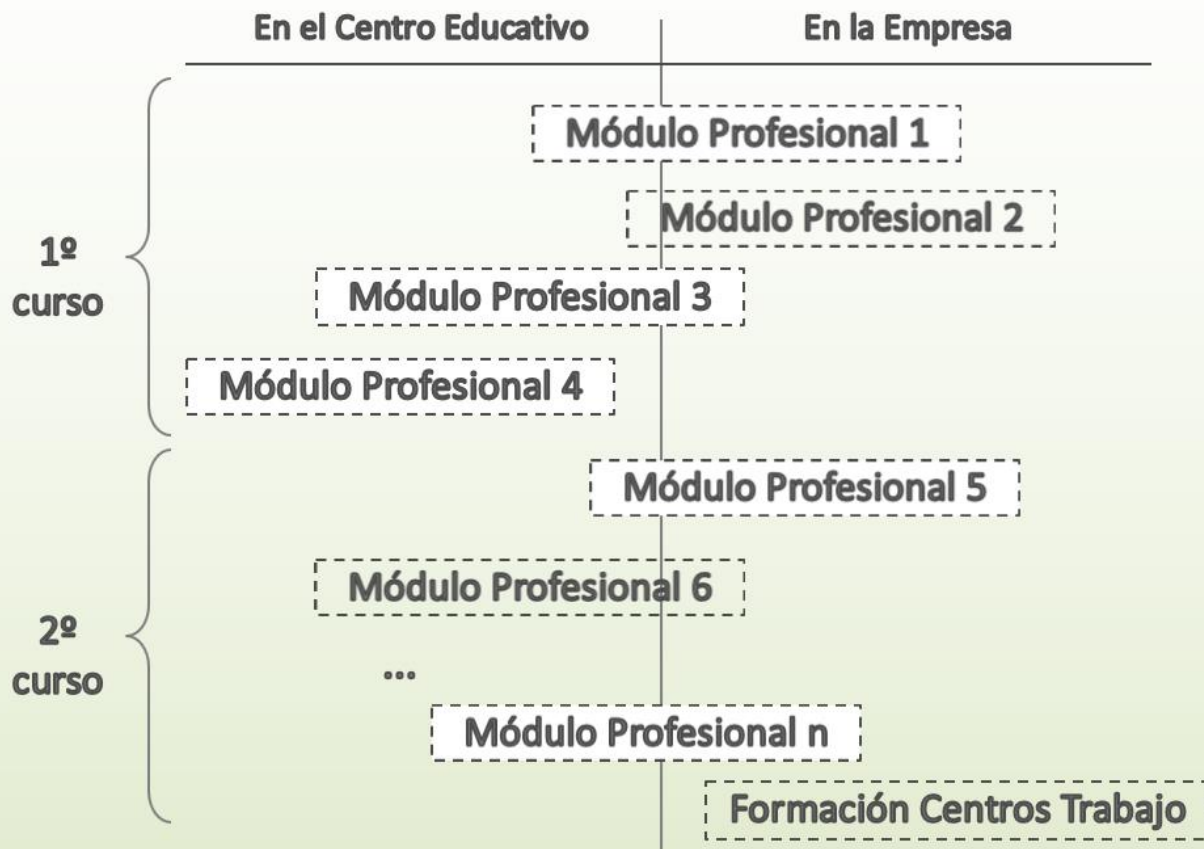 En el Centro Educativo
En la Empresa
1º
curso
Módulo Profesional 1
Módulo Profesional 2
Módulo Profesional 3
Módulo Profesional 4
2º
curso
Módulo Profesional 5
Módulo Profesional 6
...
Módulo Profesional n
Formación Centros Trabajo